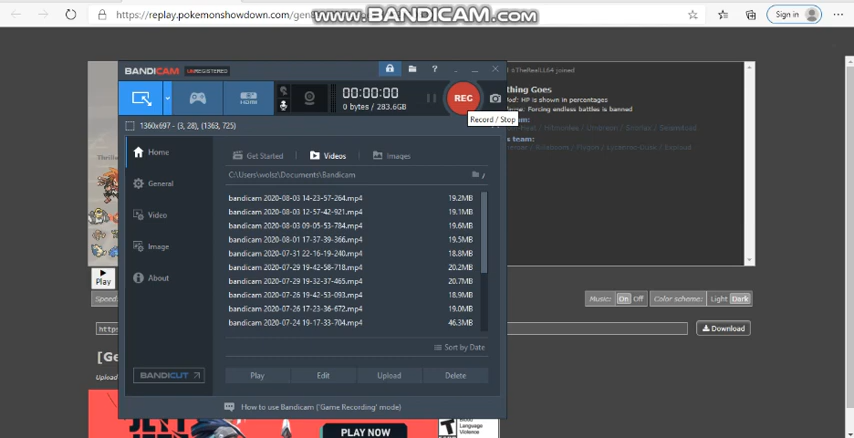 https://replay.pokemonshowdown.com/gen
www.BANDICAM.com
Sign in
BANDICAM UNREGISTERED
00:00:00
0 bytes / 283.6GB
REC
Record / Stop
1360x697 - (3, 28), (1363, 725)
Home
General
Video
Image
About
BANDICUT
Get Started
Videos
Images
bandicam 2020-08-03 14-23-57-264.mp4 19.2MB
bandicam 2020-08-03 12-57-42-921.mp4 19.1MB
bandicam 2020-08-03 09-05-53-784.mp4 19.6MB
bandicam 2020-08-01 17-37-39-366.mp4 19.5MB
bandicam 2020-07-31 22-16-19-240.mp4 18.8MB
bandicam 2020-07-29 19-42-58-718.mp4 20.2MB
bandicam 2020-07-29 19-32-37-465.mp4 20.7MB
bandicam 2020-07-26 19-42-53-093.mp4 18.9MB
bandicam 2020-07-26 17-23-36-672.mp4 19.0MB
bandicam 2020-07-24 19-17-33-704.mp4 46.3MB
Sort by Date
Play Edit Upload Delete
How to use Bandicam ('Game Recording' mode)
joined
thing Goes
HP is shown in percentages
Forcing endless battles is banned
team:
team:
Play
Speed:
Music: On Off Color scheme: Light Dark
Download
[Ge
PLAY NOW